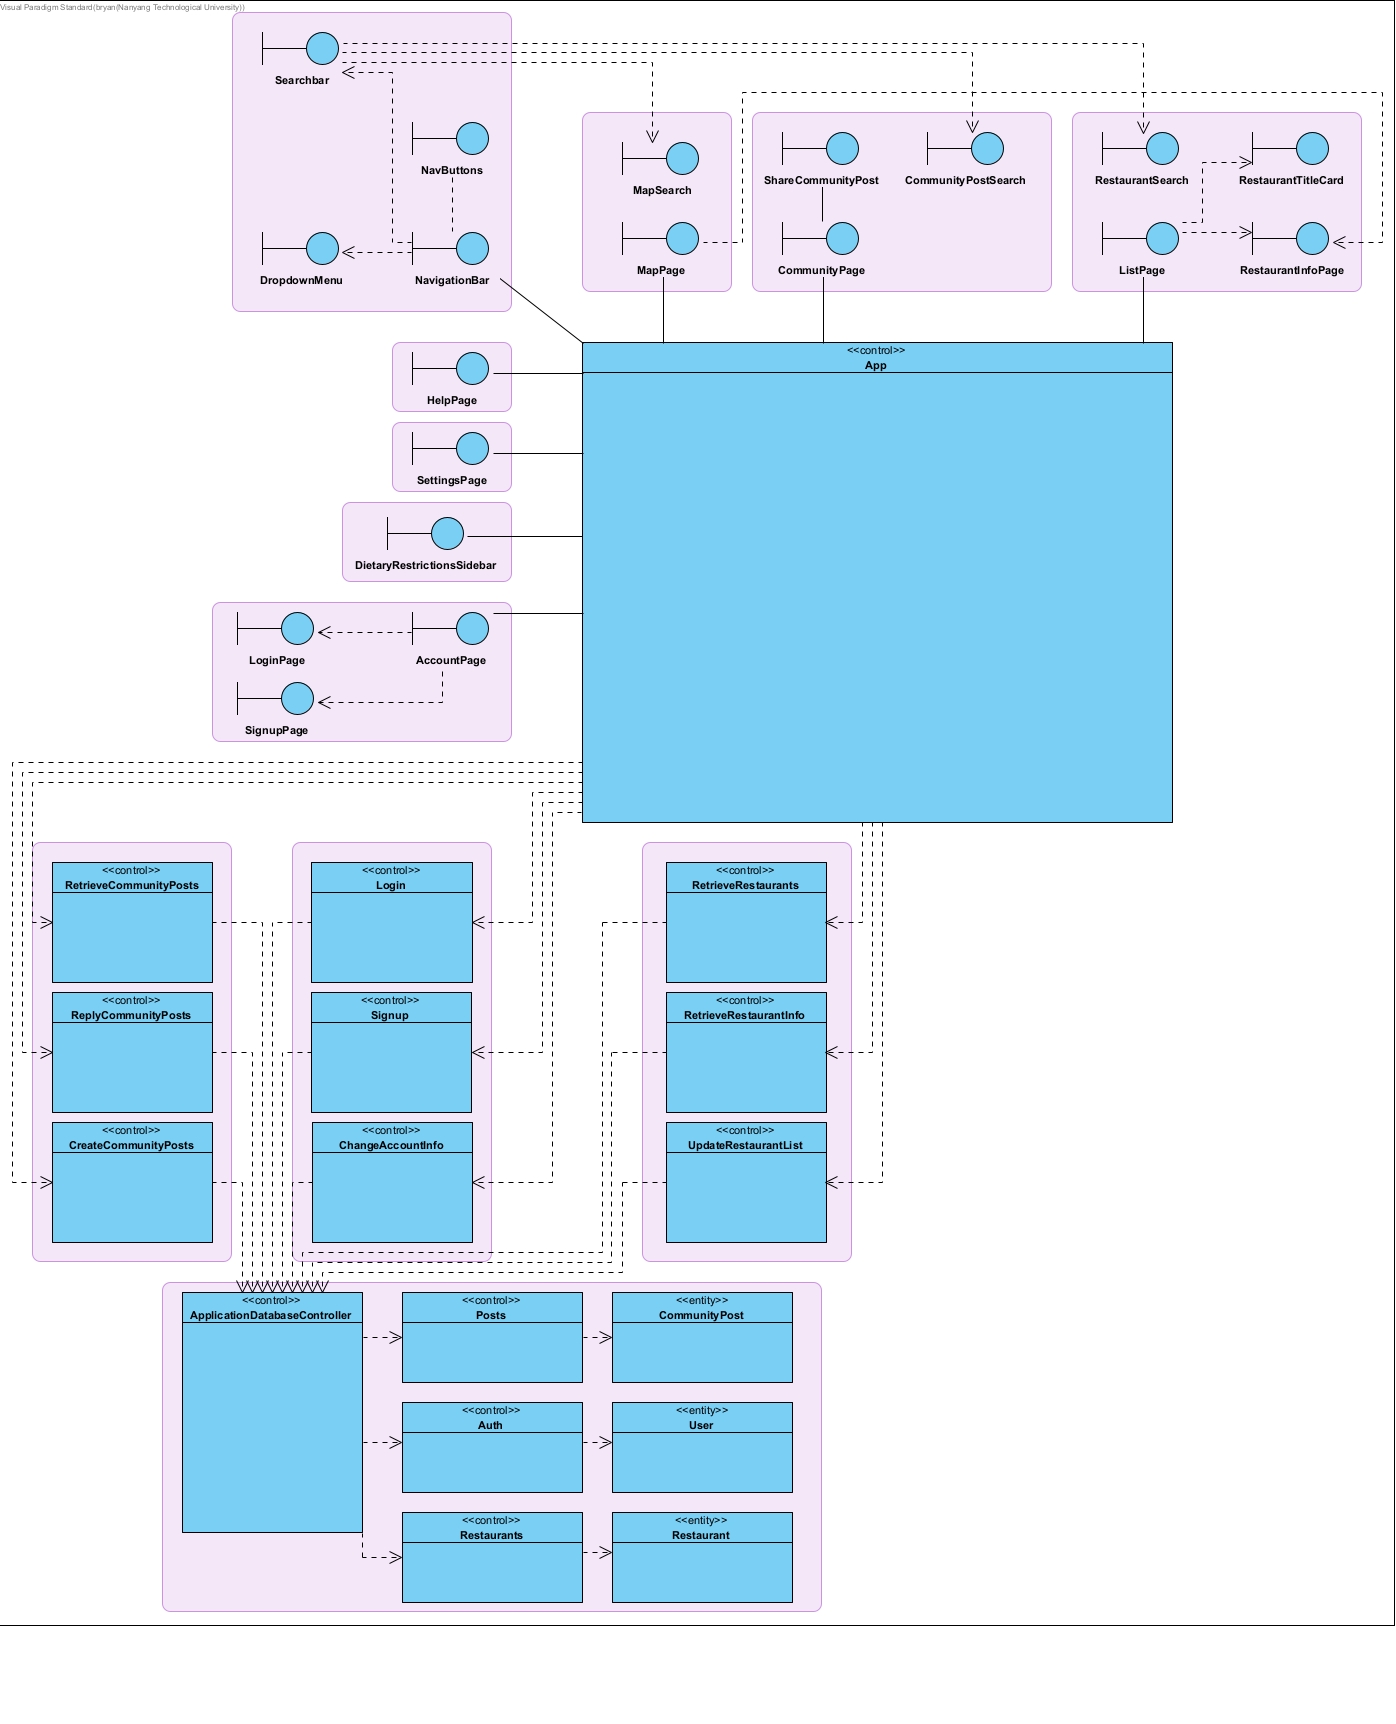 Visual Paradigm Standard(bryan(Nanyang Technological University))
Searchbar
NavButtons
DropdownMenu
NavigationBar
MapSearch
MapPage
ShareCommunityPost
CommunityPostSearch
CommunityPage
RestaurantSearch
RestaurantTitleCard
ListPage
RestaurantInfoPage
<<control>>
App
HelpPage
SettingsPage
DietaryRestrictionsSidebar
LoginPage
AccountPage
SignupPage
<<control>>
RetrieveCommunityPosts
<<control>>
ReplyCommunityPosts
<<control>>
CreateCommunityPosts
<<control>>
Login
<<control>>
Signup
<<control>>
ChangeAccountInfo
<<control>>
RetrieveRestaurants
<<control>>
RetrieveRestaurantInfo
<<control>>
UpdateRestaurantList
<<control>>
ApplicationDatabaseController
<<control>>
Posts
<<entity>>
CommunityPost
<<control>>
Auth
<<entity>>
User
<<control>>
Restaurants
<<entity>>
Restaurant